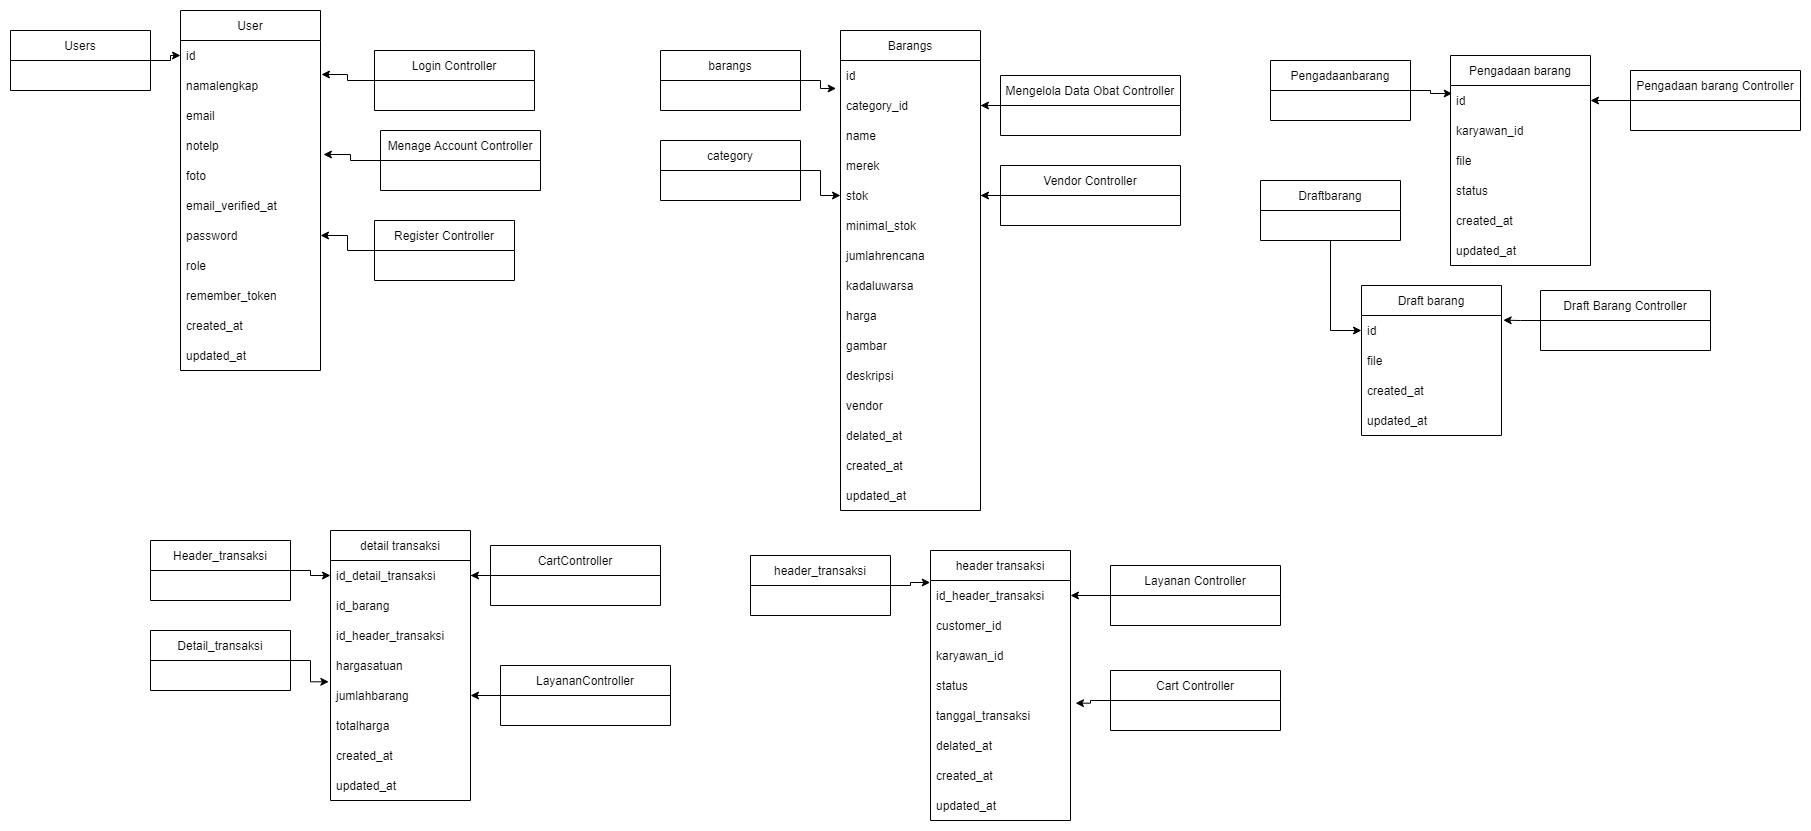 Users
User
id
namalengkap
email
notelp
foto
email_verified_at
password
role
remember_token
created_at
updated_at
Login Controller
Menage Account Controller
Register Controller
barangs
category
Barangs
id
category_id
name
merek
stok
minimal_stok
jumlahrencana
kadaluwarsa
harga
gambar
deskripsi
vendor
delated_at
created_at
updated_at
Mengelola Data Obat Controller
Vendor Controller
Pengadaanbarang
Pengadaan barang
id
karyawan_id
file
status
created_at
updated_at
Pengadaan barang Controller
Draftbarang
Draft barang
id
file
created_at
updated_at
Draft Barang Controller
Header_transaksi
Detail_transaksi
detail transaksi
id_detail_transaksi
id_barang
id_header_transaksi
hargasatuan
jumlahbarang
totalharga
created_at
updated_at
CartController
LayananController
header_transaksi
header transaksi
id_header_transaksi
customer_id
karyawan_id
status
tanggal_transaksi
delated_at
created_at
updated_at
Layanan Controller
Cart Controller